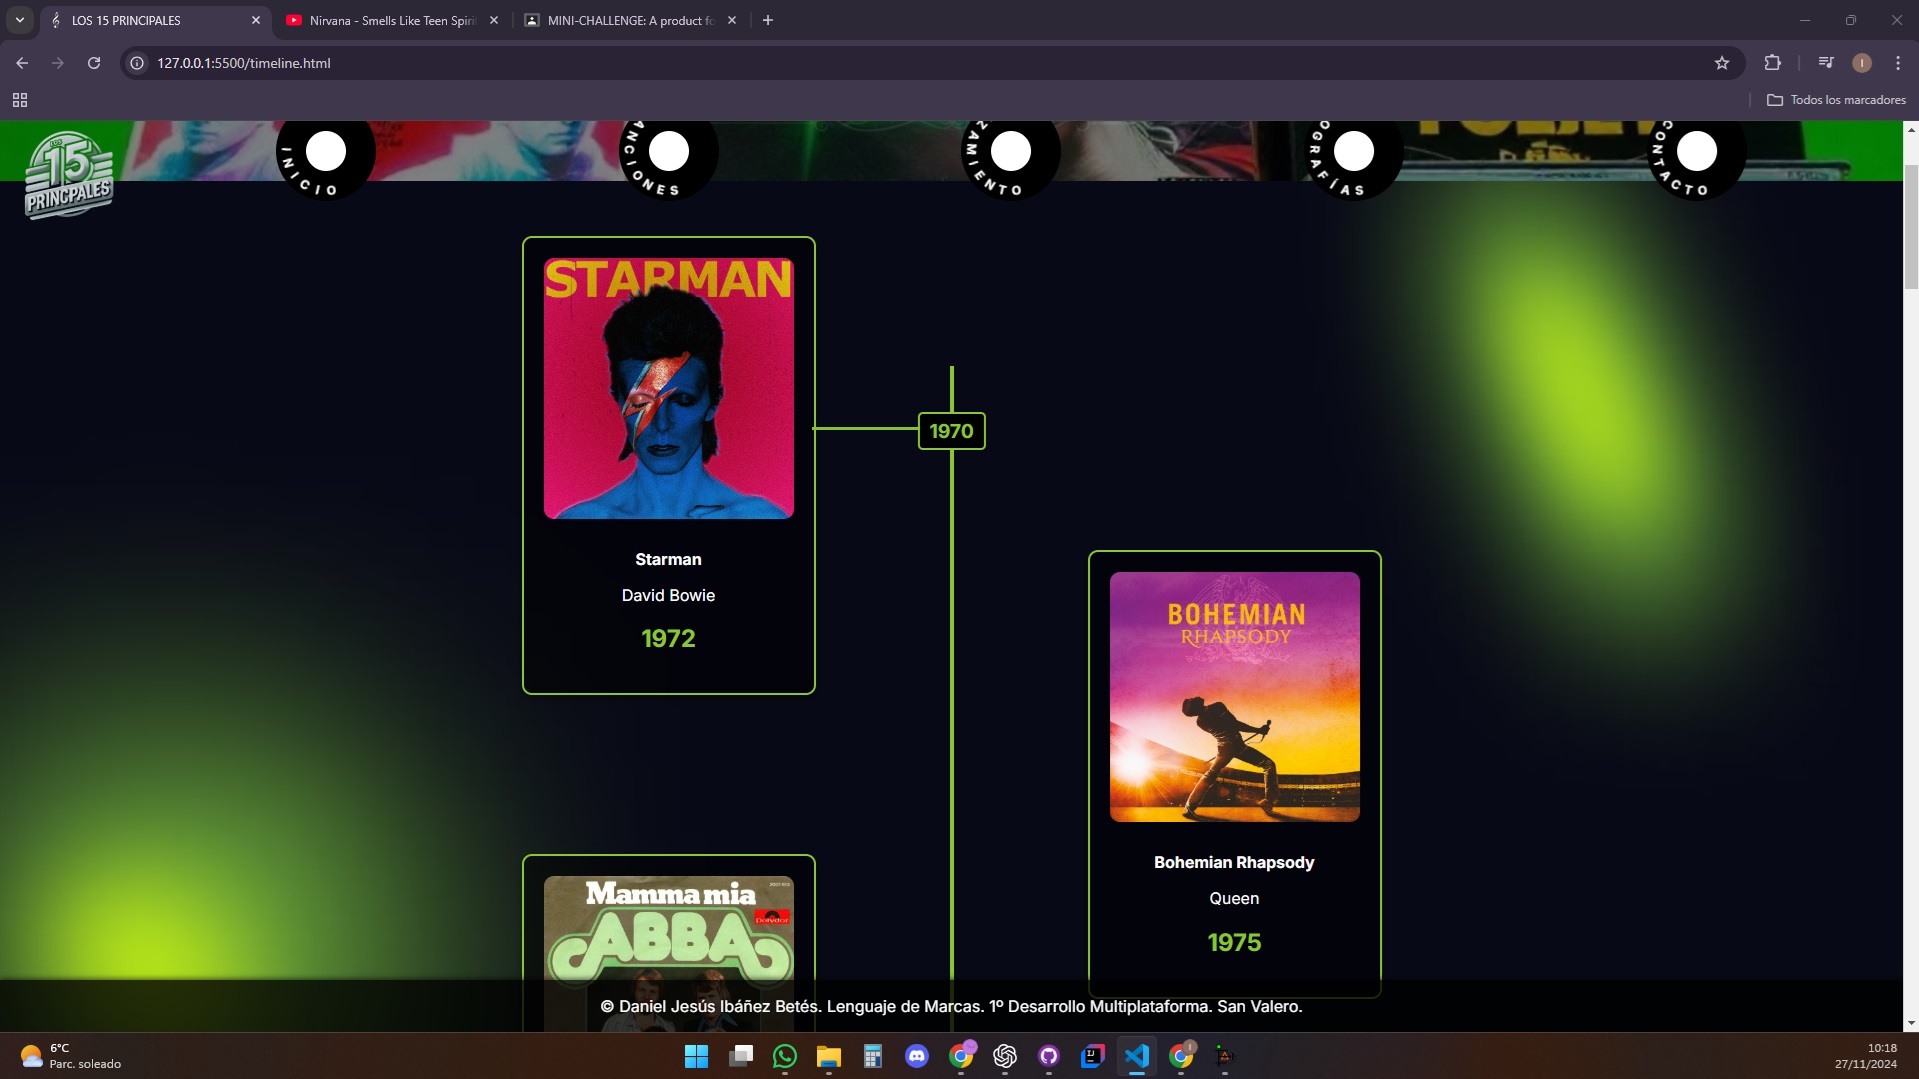 LOS 15 PRINCIPALES
Nirvana - Smells Like Teen Spiri
MINI-CHALLENGE: A product fo
127.0.0.1:5500/timeline.html
I
Todos los marcadores
LOS
15
PRINCPALES
INICIO
ANCIONES
AMIENTO
OGRAFÍAS
CONTACTO
STARMAN
1970
Starman
David Bowie
1972
BOHEMIAN
RHAPSODY
Bohemian Rhapsody
Queen
1975
Mamma mia
Polydor
ABBA
© Daniel Jesús Ibáñez Betés. Lenguaje de Marcas. 1º Desarrollo Multiplataforma. San Valero.
6°C
Parc. soleado
10:18
27/11/2024